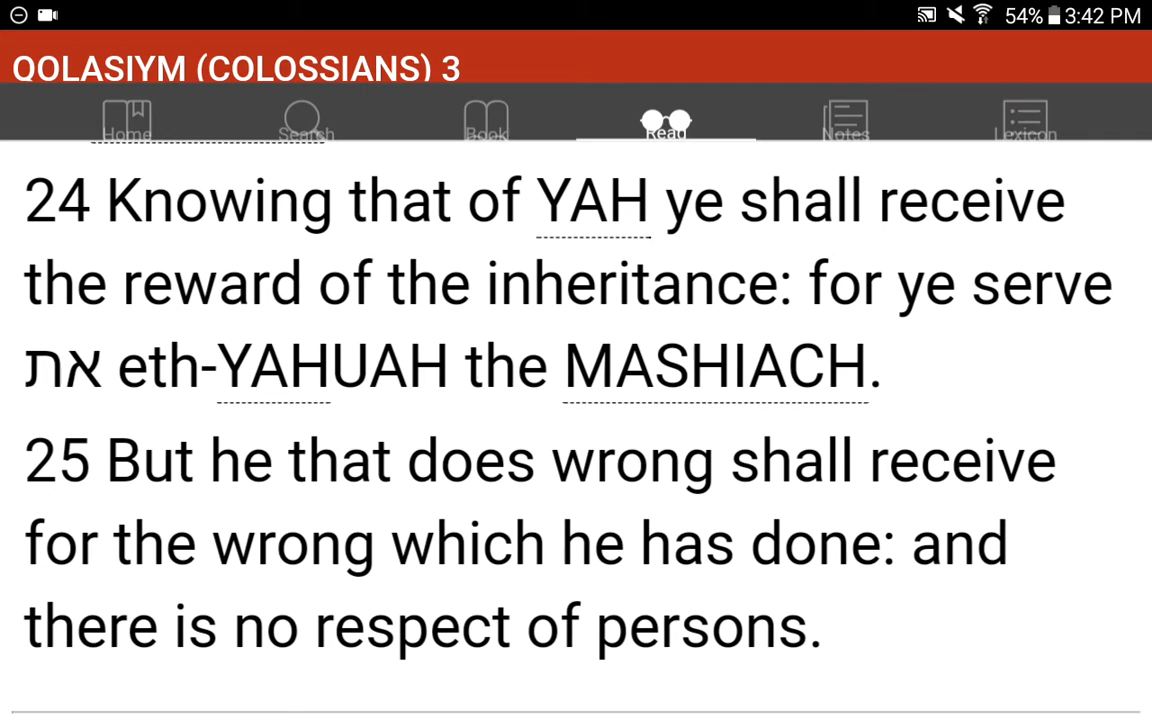 54% 3:42 PM
QOLASIYM (COLOSSIANS) 3
Home Search Book Read Notes Lexicon
24 Knowing that of YAH ye shall receive
the reward of the inheritance: for ye serve
את eth-YAHUAH the MASHIACH.
25 But he that does wrong shall receive
for the wrong which he has done: and
there is no respect of persons.